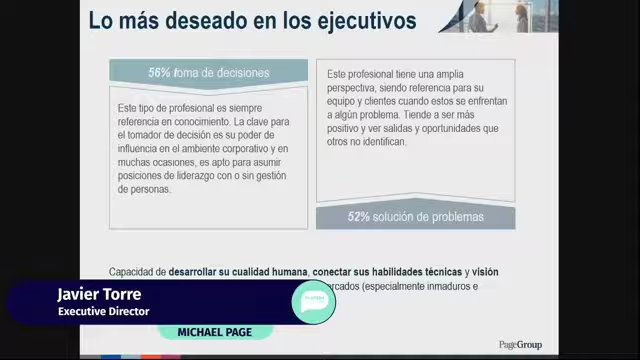 Lo más deseado en los ejecutivos
56% toma de decisiones
Este tipo de profesional es siempre
referencia en conocimiento. La clave para
el tomador de decisión es su poder de
influencia en el ambiente corporativo y en
muchas ocasiones, es apto para asumir
posiciones de liderazgo con o sin gestión
de personas.
Este profesional tiene una amplia
perspectiva, siendo referencia para su
equipo y clientes cuando estos se enfrentan
a algún problema. Tiende a ser más
positivo y ver salidas y oportunidades que
otros no identifican.
52% solución de problemas
Capacidad de desarrollar su cualidad humana, conectar sus habilidades técnicas y visión
rcados (especialmente inmaduros e
Javier Torre
Executive Director
MICHAEL PAGE
PageGroup